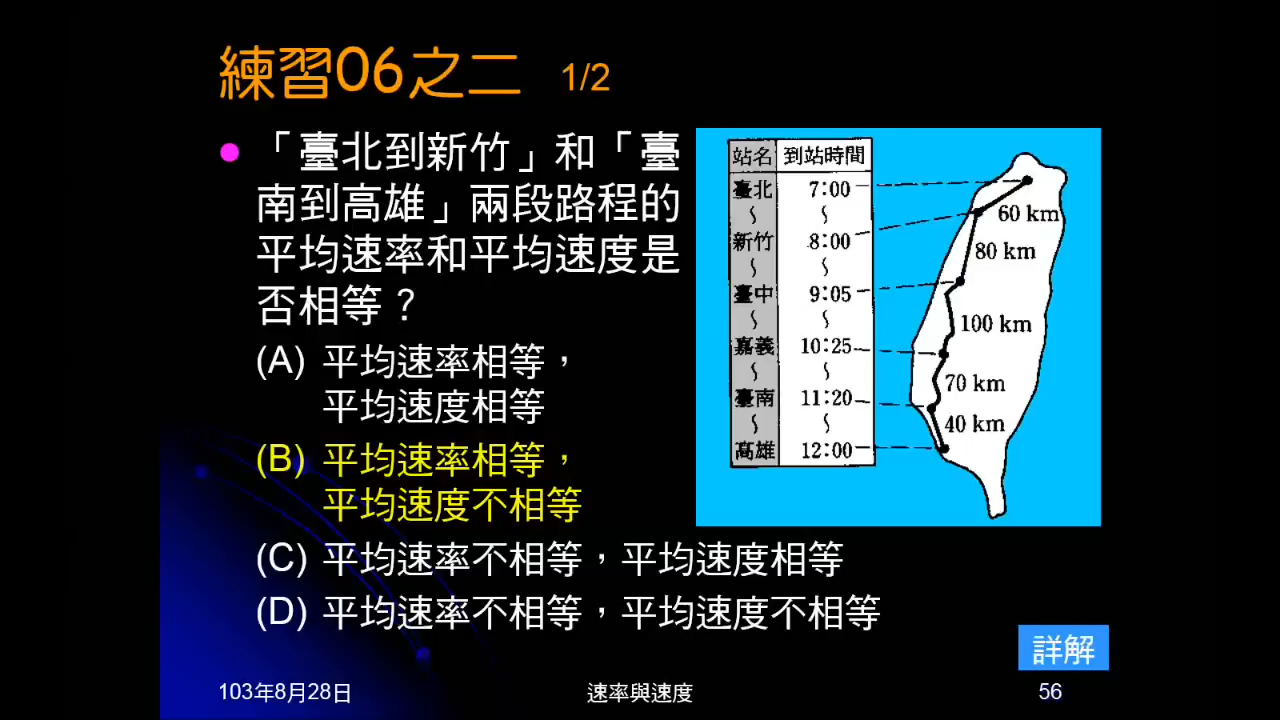 練習06之二 1/2
「臺北到新竹」和「臺
南到高雄」兩段路程的
平均速率和平均速度是
否相等？
(A) 平均速率相等，
平均速度相等
(B) 平均速率相等，
平均速度不相等
(C) 平均速率不相等，平均速度相等
(D) 平均速率不相等，平均速度不相等
站名 到站時間
臺北 7:00
〜 〜
新竹 8:00
〜 〜
臺中 9:05
〜 〜
嘉義 10:25
〜 〜
臺南 11:20
〜 〜
高雄 12:00
60 km
80 km
100 km
70 km
40 km
詳解
103年8月28日 速率與速度 56